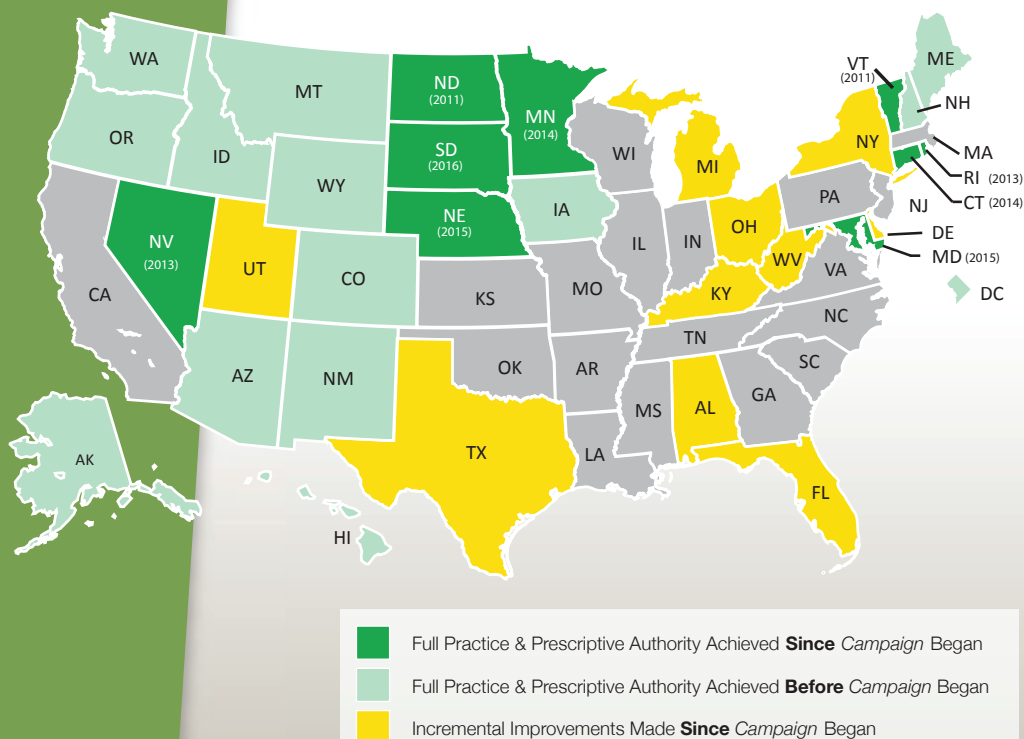 WA
MT
ND
(2011)
MN
(2014)
VT
(2011)
ME
NH
OR
ID
SD
(2016)
WI
NY
MA
MI
RI (2013)
WY
IA
PA
CT (2014)
NJ
NE
(2015)
NV
(2013)
UT
CO
IL
IN
OH
WV
DE
MD (2015)
VA
DC
CA
KS
MO
KY
NC
AZ
NM
OK
AR
TN
SC
MS
AL
GA
TX
LA
AK
FL
HI
Full Practice & Prescriptive Authority Achieved Since Campaign Began
Full Practice & Prescriptive Authority Achieved Before Campaign Began
Incremental Improvements Made Since Campaign Began